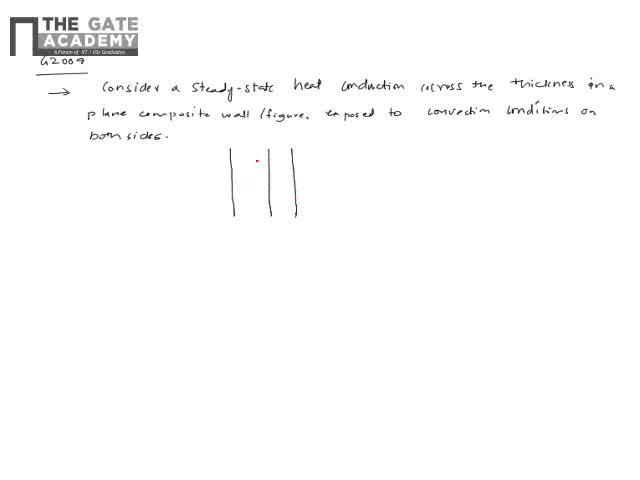 THE GATE
ACADEMY
A Forum of IIT / IISc Graduates
G2009
→ Consider a steady-state heat conduction across the thickness in a
plane composite wall (figure, exposed to convection conditions on
both sides.